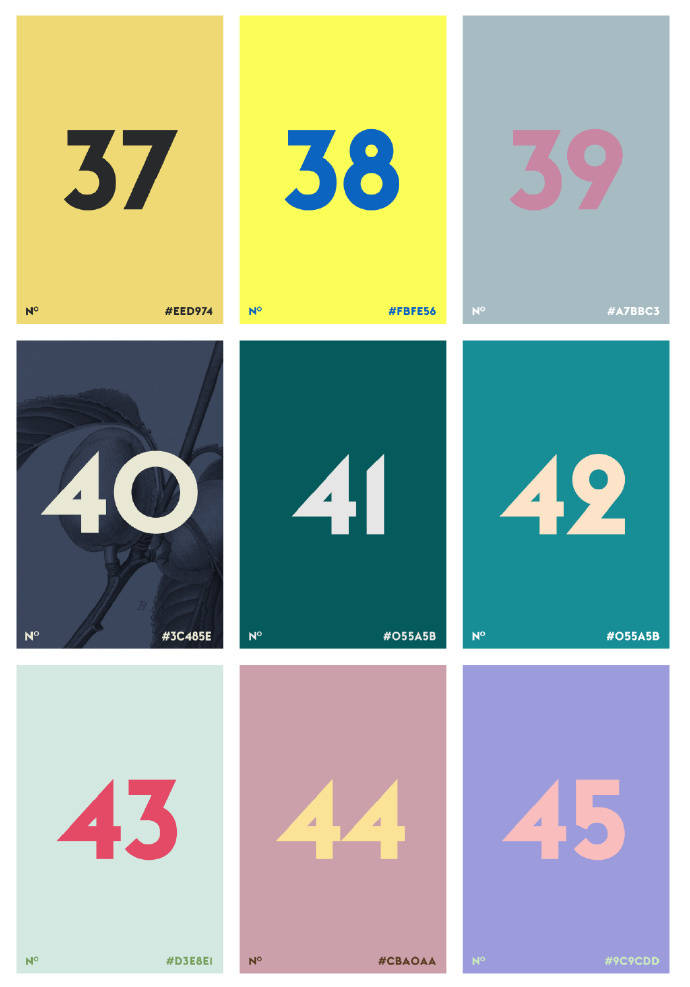 37
Nº #EED974
38
Nº #FBFE56
39
Nº #A7BBC3
40
Nº #3C485E
41
Nº #055A5B
42
Nº #055A5B
43
Nº #D3E8E1
44
Nº #CBA0AA
45
Nº #9C9CDD